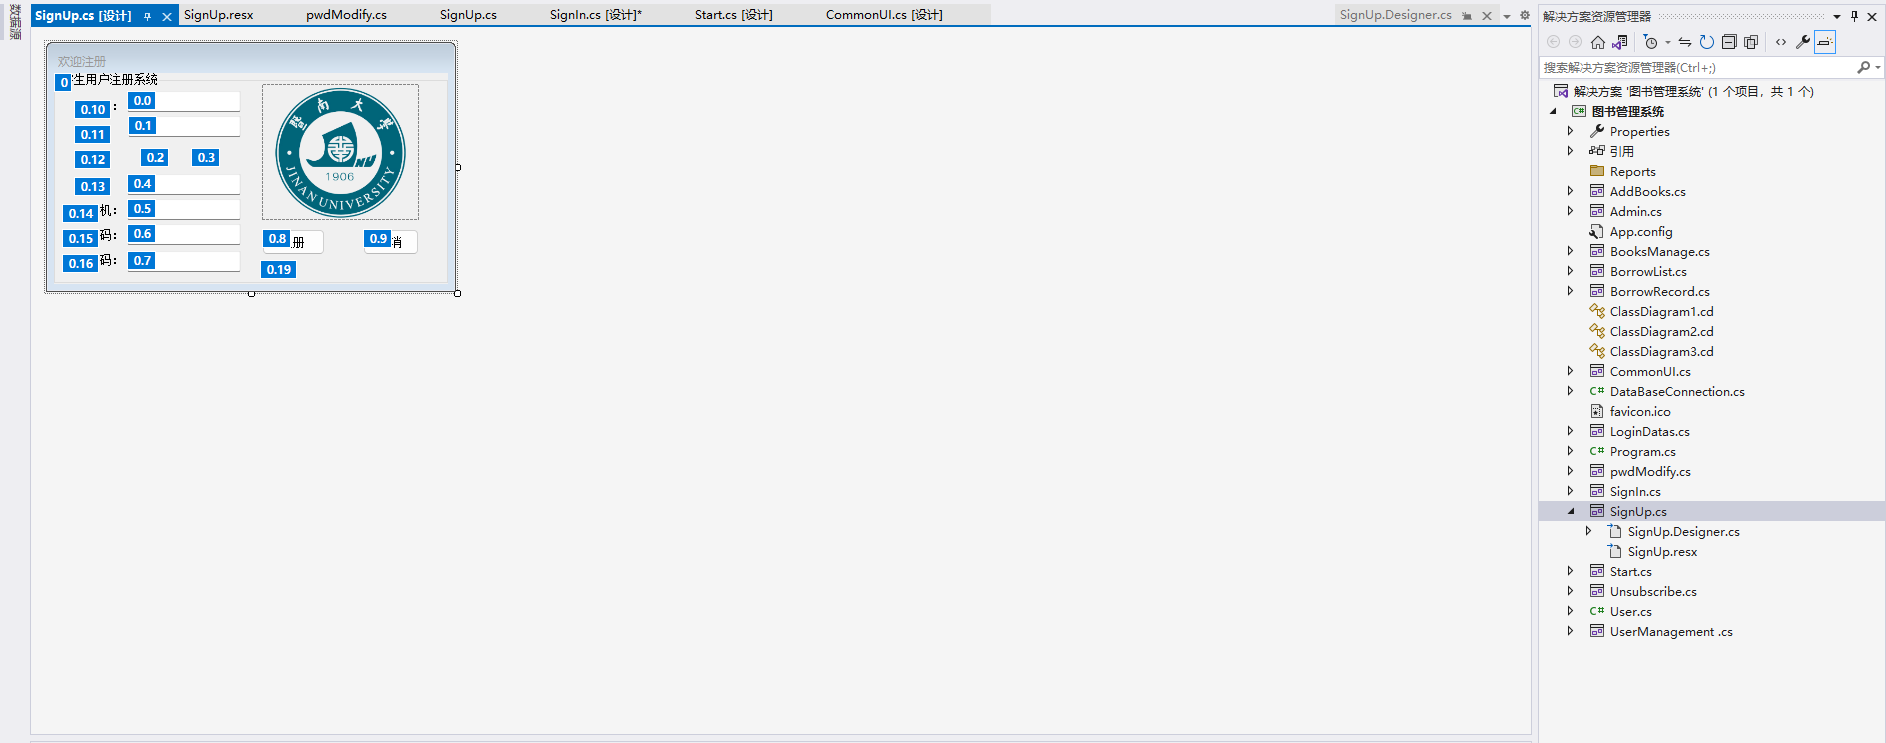 数据源
SignUp.cs [设计]
SignUp.resx
pwdModify.cs
SignUp.cs
SignIn.cs [设计]*
Start.cs [设计]
CommonUI.cs [设计]
SignUp.Designer.cs
欢迎注册
0
生用户注册系统
0.10
:
0.0
0.11
0.1
0.12
0.2
0.3
0.13
0.4
0.14
机:
0.5
0.15
码:
0.6
0.16
码:
0.7
暨南大学
JNU
1906
JINAN UNIVERSITY
0.8
册
0.9
消
0.19
解决方案资源管理器
搜索解决方案资源管理器(Ctrl+;)
解决方案 '图书管理系统' (1 个项目, 共 1 个)
C# 图书管理系统
Properties
引用
Reports
AddBooks.cs
Admin.cs
App.config
BooksManage.cs
BorrowList.cs
BorrowRecord.cs
ClassDiagram1.cd
ClassDiagram2.cd
ClassDiagram3.cd
CommonUI.cs
C# DataBaseConnection.cs
favicon.ico
LoginDatas.cs
C# Program.cs
pwdModify.cs
SignIn.cs
SignUp.cs
SignUp.Designer.cs
SignUp.resx
Start.cs
Unsubscribe.cs
C# User.cs
UserManagement .cs